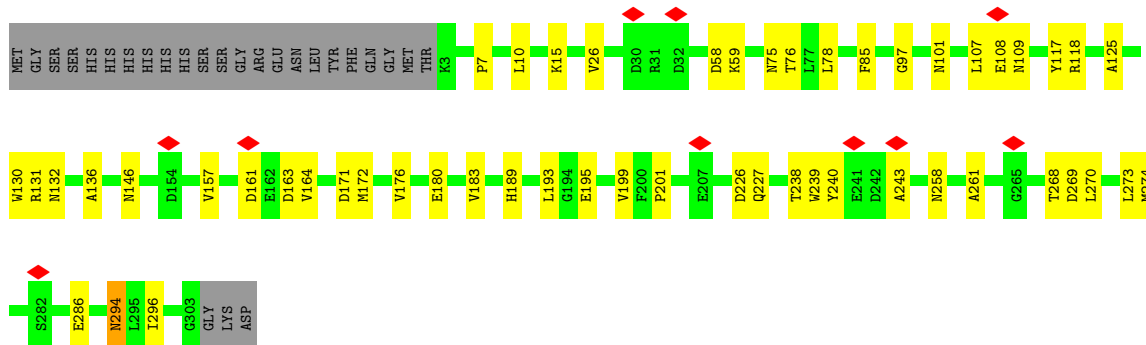 MET GLY SER SER HIS HIS HIS HIS HIS HIS SER SER GLY ARG GLU ASN LEU TYR PHE GLN GLY MET THR K3 P7 L10 K15 V26 D30 R31 D32 D58 K59 N75 T76 L77 L78 F85 G97 N101 L107 E108 N109 Y117 R118 A125
W130 R131 N132 A136 N146 D154 V157 D161 E162 D163 V164 D171 M172 V176 E180 V183 H189 L193 G194 E195 V199 F200 P201 E207 D226 Q227 T238 W239 Y240 E241 D242 A243 N258 A261 G265 T268 D269 L270 L273
S282 E286 N294 L295 I296 G303 GLY LYS ASP